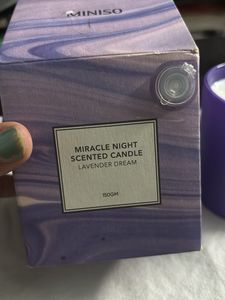 MINISO
MIRACLE NIGHT
SCENTED CANDLE
LAVENDER DREAM
150GM